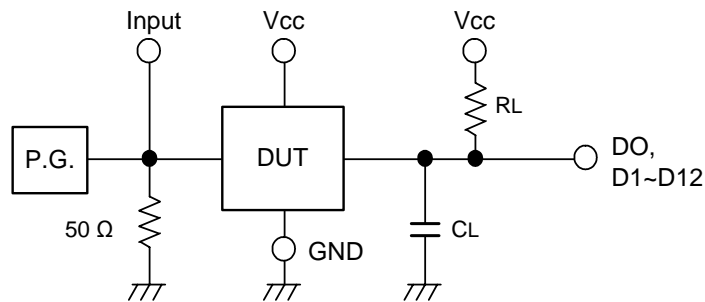 Input
Vcc
Vcc
RL
P.G.
DUT
DO,
D1~D12
50 Ω
CL
GND